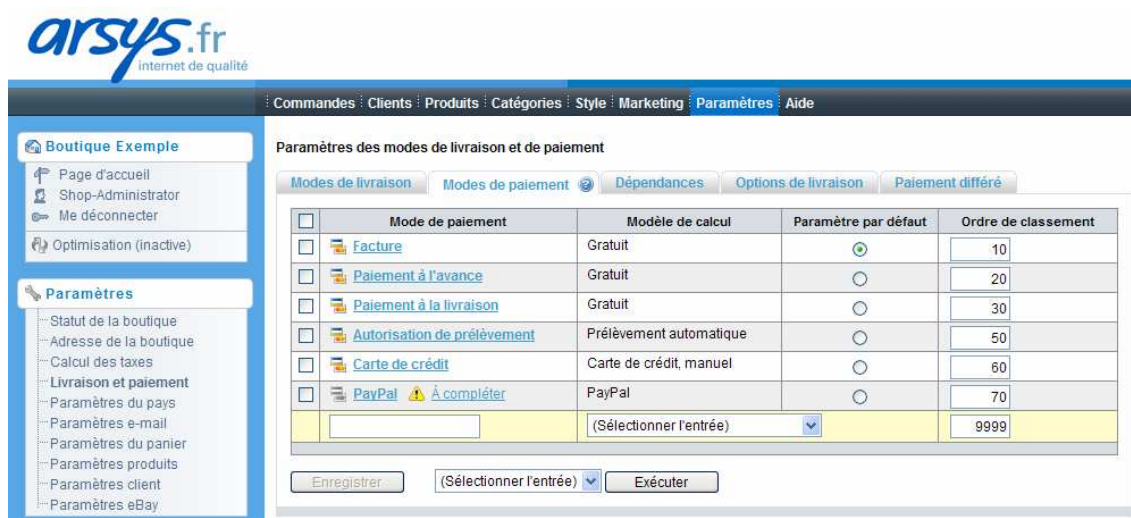 arsys.fr
internet de qualité
Commandes Clients Produits Catégories Style Marketing Paramètres Aide
Boutique Exemple
Page d'accueil
Shop-Administrator
Me déconnecter
Optimisation (inactive)
Paramètres
Statut de la boutique
Adresse de la boutique
Calcul des taxes
Livraison et paiement
Paramètres du pays
Paramètres e-mail
Paramètres du panier
Paramètres produits
Paramètres client
Paramètres eBay
Paramètres des modes de livraison et de paiement
Modes de livraison Modes de paiement ? Dépendances Options de livraison Paiement différé
Mode de paiement Modèle de calcul Paramètre par défaut Ordre de classement
Facture Gratuit 10
Paiement à l'avance Gratuit 20
Paiement à la livraison Gratuit 30
Autorisation de prélèvement Prélèvement automatique 50
Carte de crédit Carte de crédit, manuel 60
PayPal À compléter PayPal 70
(Sélectionner l'entrée) 9999
Enregistrer (Sélectionner l'entrée) Exécuter